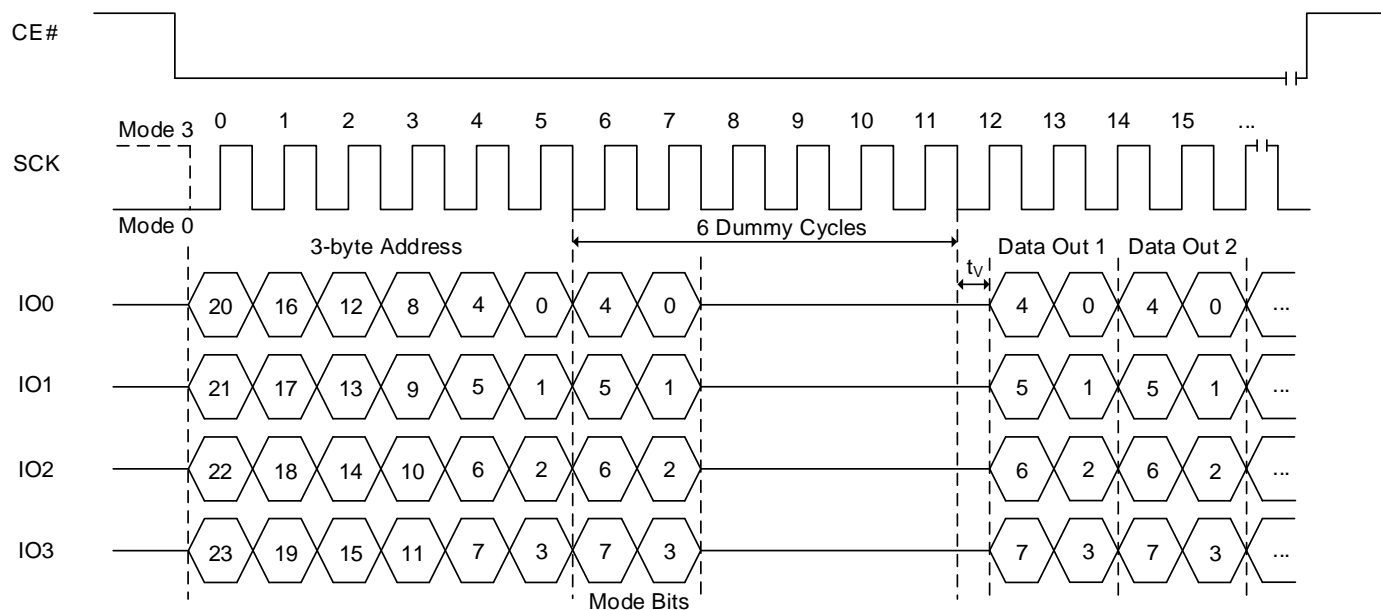 CE#
0 1 2 3 4 5 6 7 8 9 10 11 12 13 14 15 ...
Mode 3
SCK
Mode 0
6 Dummy Cycles
3-byte Address
Data Out 1 Data Out 2
tV
IO0 20 16 12 8 4 0 4 0 4 0 4 0 ...
IO1 21 17 13 9 5 1 5 1 5 1 5 1 ...
IO2 22 18 14 10 6 2 6 2 6 2 6 2 ...
IO3 23 19 15 11 7 3 7 3 7 3 7 3 ...
Mode Bits